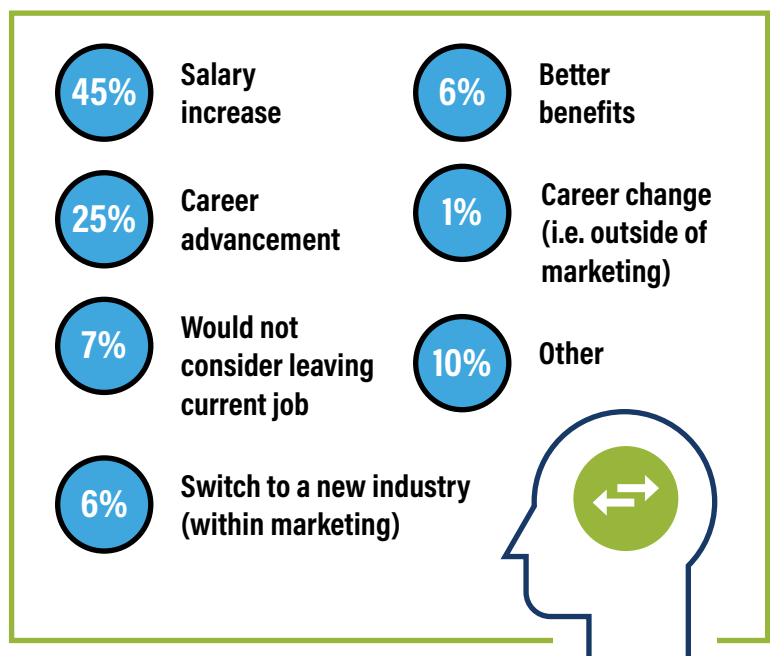 45%
Salary
increase
25%
Career
advancement
7%
Would not
consider leaving
current job
6%
Switch to a new industry
(within marketing)
6%
Better
benefits
1%
Career change
(i.e. outside of
marketing)
10%
Other